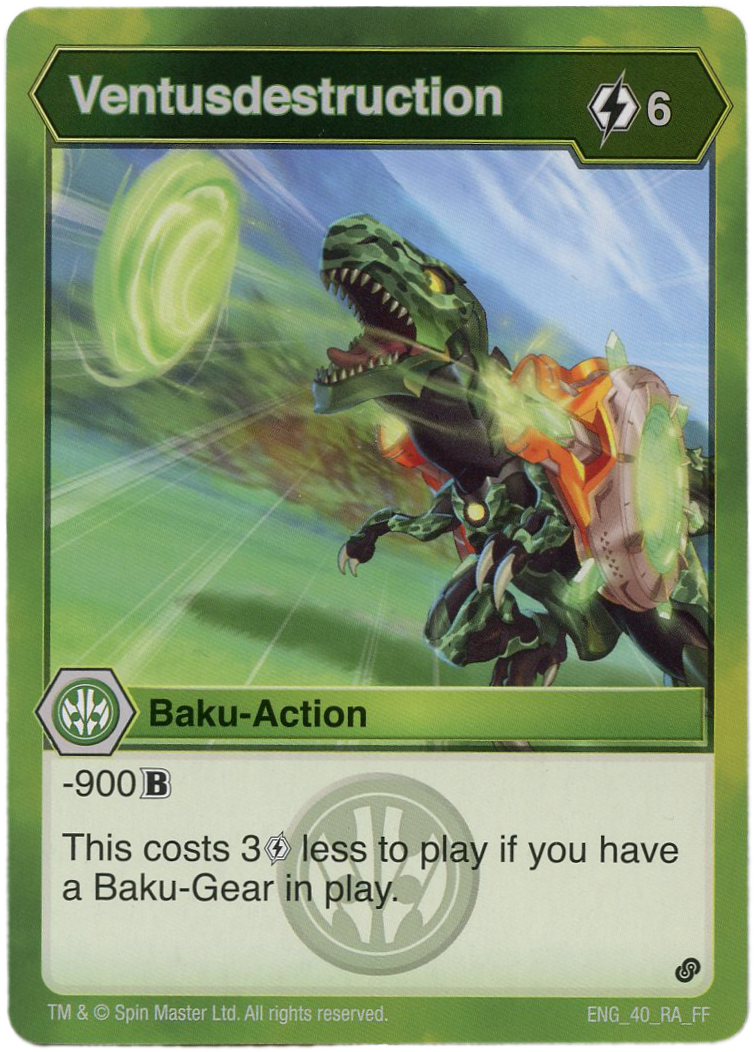 Ventusdestruction
6
Baku-Action
-900 B
This costs 3 less to play if you have
a Baku-Gear in play.
TM & © Spin Master Ltd. All rights reserved.
ENG_40_RA_FF